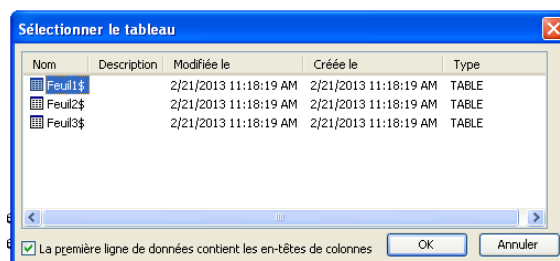 Sélectionner le tableau
Nom Description Modifiée le Créée le Type
Feuil1$ 2/21/2013 11:18:19 AM 2/21/2013 11:18:19 AM TABLE
Feuil2$ 2/21/2013 11:18:19 AM 2/21/2013 11:18:19 AM TABLE
Feuil3$ 2/21/2013 11:18:19 AM 2/21/2013 11:18:19 AM TABLE
La première ligne de données contient les en-têtes de colonnes OK Annuler